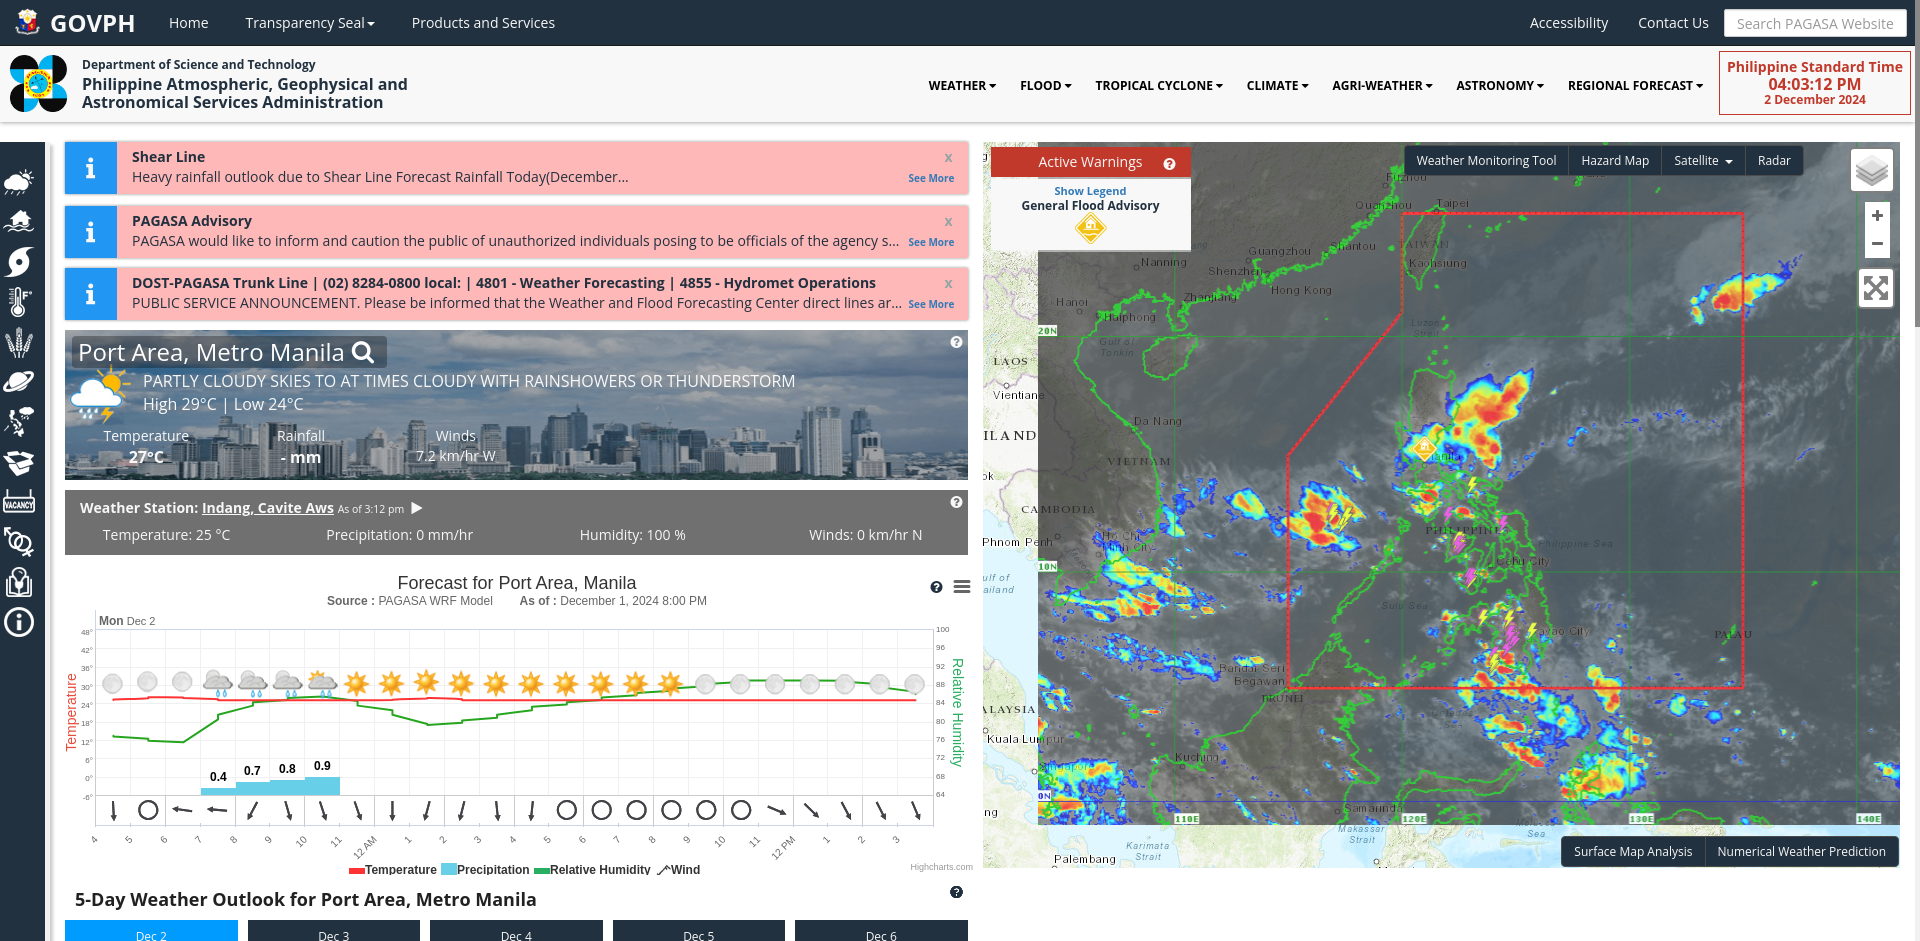 GOVPH Home Transparency Seal Products and Services Accessibility Contact Us Search PAGASA Website
Department of Science and Technology
Philippine Atmospheric, Geophysical and
Astronomical Services Administration
WEATHER FLOOD TROPICAL CYCLONE CLIMATE AGRI-WEATHER ASTRONOMY REGIONAL FORECAST
Philippine Standard Time
04:03:12 PM
2 December 2024
VACANCY
Shear Line x
Heavy rainfall outlook due to Shear Line Forecast Rainfall Today(December... See More
PAGASA Advisory x
PAGASA would like to inform and caution the public of unauthorized individuals posing to be officials of the agency s... See More
DOST-PAGASA Trunk Line | (02) 8284-0800 local: | 4801 - Weather Forecasting | 4855 - Hydromet Operations x
PUBLIC SERVICE ANNOUNCEMENT. Please be informed that the Weather and Flood Forecasting Center direct lines ar... See More
Port Area, Metro Manila
PARTLY CLOUDY SKIES TO AT TIMES CLOUDY WITH RAINSHOWERS OR THUNDERSTORM
High 29°C | Low 24°C
Temperature Rainfall Winds
27°C - mm 7.2 km/hr W
Weather Station: Indang, Cavite Aws As of 3:12 pm
Temperature: 25 °C Precipitation: 0 mm/hr Humidity: 100 % Winds: 0 km/hr N
Forecast for Port Area, Manila
Source : PAGASA WRF Model As of : December 1, 2024 8:00 PM
Mon Dec 2
Temperature
48°
42°
36°
30°
24°
18°
12°
6°
0°
-6°
0.4 0.7 0.8 0.9
100
96
92
88
84
80
76
72
68
64
Relative Humidity
4 5 6 7 8 9 10 11 12 AM 1 2 3 4 5 6 7 8 9 10 11 12 PM 1 2 3
Temperature Precipitation Relative Humidity Wind
Highcharts.com
5-Day Weather Outlook for Port Area, Metro Manila
Dec 2 Dec 3 Dec 4 Dec 5 Dec 6
Active Warnings
Show Legend
General Flood Advisory
Weather Monitoring Tool Hazard Map Satellite Radar
+
−
Fuzhou
Quanzhou Taipei
Guangzhou Shantou TAIWAN
Nanning Shenzhen Kaohsiung
Hanoi Zhanjiang Hong Kong
Haiphong
20N
Luzon
Strait
Gulf of
Tonkin
LAOS
Vientiane
Da Nang
ILAND
VIETNAM
ok
CAMBODIA
PHILIPPINE
Phnom Penh Ho Chi
Minh City
Philippine Sea
Cebu City
10N
ulf of
ailand
Sulu Sea
PALAU
Bandar Seri
Begawan
BRUNEI
ALAYSIA
Kuala Lumpur
Kuching
0N
ng
Samarinda
110E 120E 130E 140E
Makassar
Strait
Sea
Karimata
Strait
Palembang
Surface Map Analysis Numerical Weather Prediction